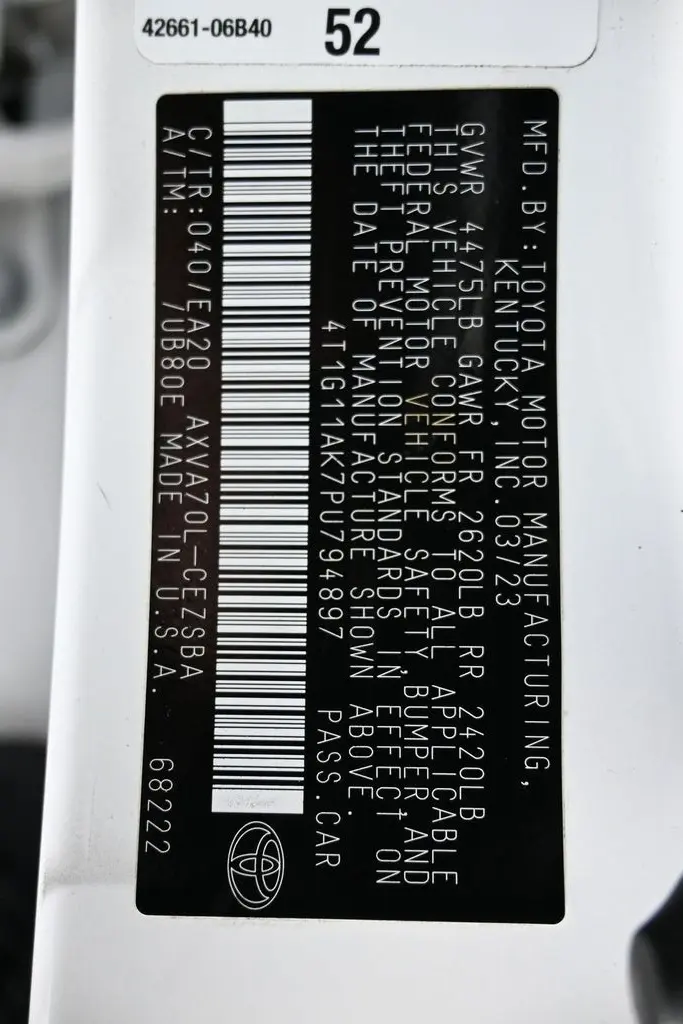 42661-06B40 52
MFD.BY:TOYOTA MOTOR MANUFACTURING,
KENTUCKY,INC.03/23
GVWR 4475LB GAWR FR 2620LB RR 2420LB
THIS VEHICLE CONFORMS TO ALL APPLICABLE
FEDERAL MOTOR VEHICLE SAFETY,BUMPER,AND
THEFT PREVENTION STANDARDS IN EFFECT ON
THE DATE OF MANUFACTURE SHOWN ABOVE.
4T1G11AK7PU794897 PASS.CAR
C/TR:040/EA20 AXVA70L-CEZSBA
A/TM: /UB80E MADE IN U.S.A. 68222